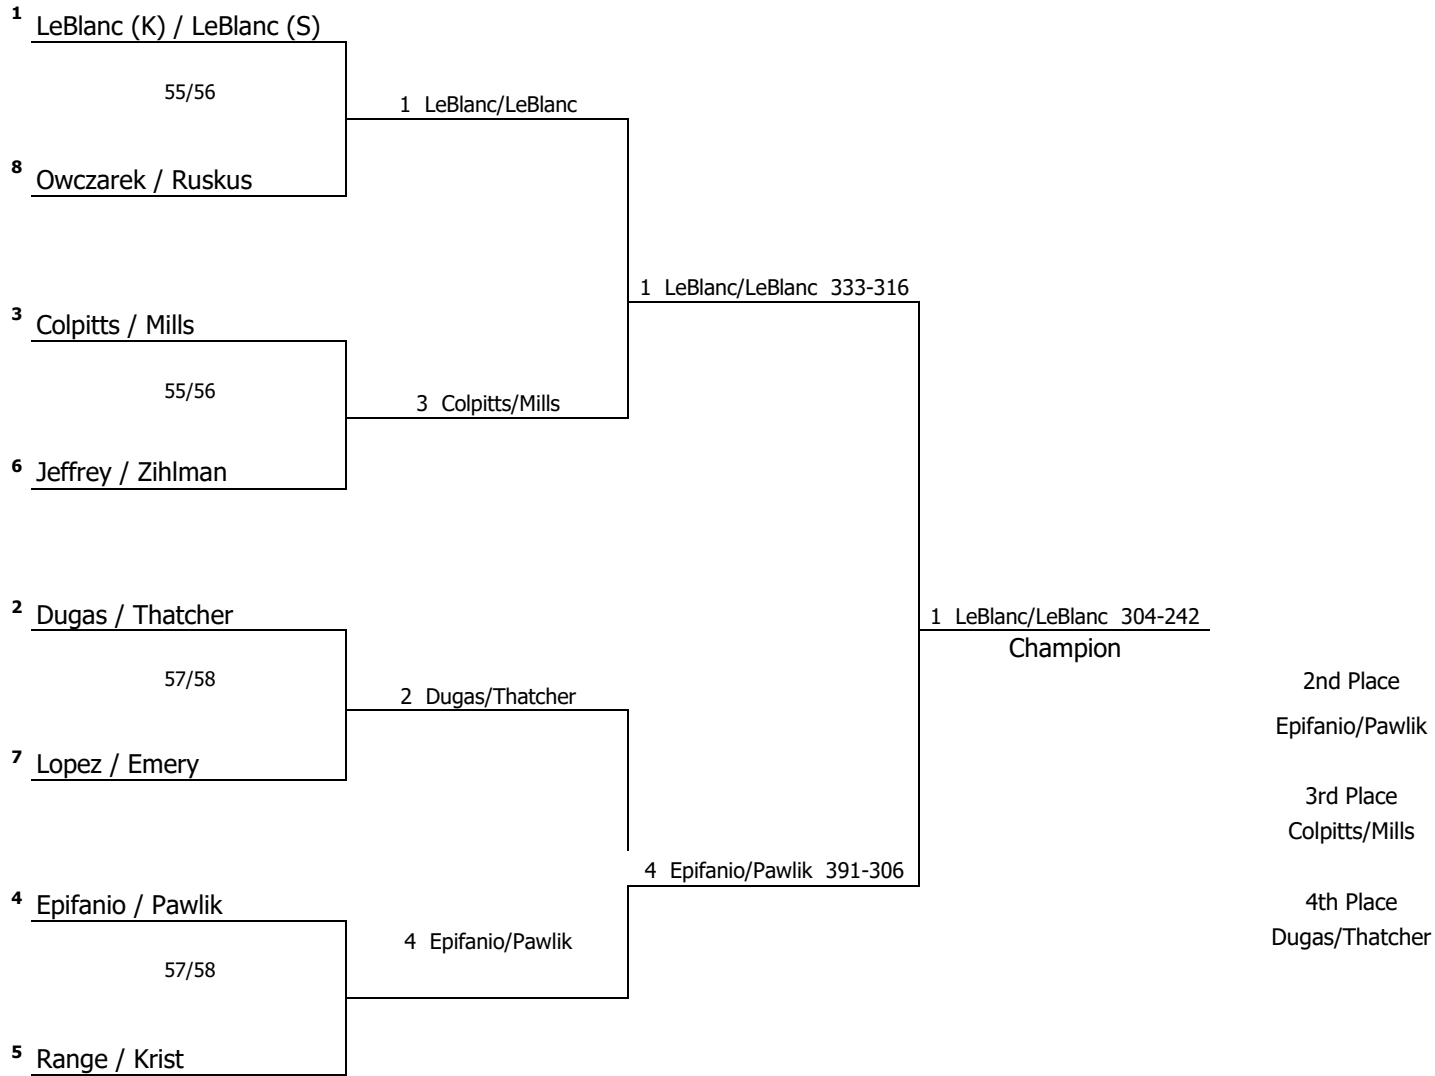 1 LeBlanc (K) / LeBlanc (S)
55/56
1 LeBlanc/LeBlanc
8 Owczarek / Ruskus
1 LeBlanc/LeBlanc 333-316
3 Colpitts / Mills
55/56
3 Colpitts/Mills
6 Jeffrey / Zihlman
2 Dugas / Thatcher
1 LeBlanc/LeBlanc 304-242
Champion
57/58
2 Dugas/Thatcher
2nd Place
Epifanio/Pawlik
7 Lopez / Emery
3rd Place
Colpitts/Mills
4 Epifanio/Pawlik 391-306
4 Epifanio / Pawlik
4th Place
Dugas/Thatcher
4 Epifanio/Pawlik
57/58
5 Range / Krist